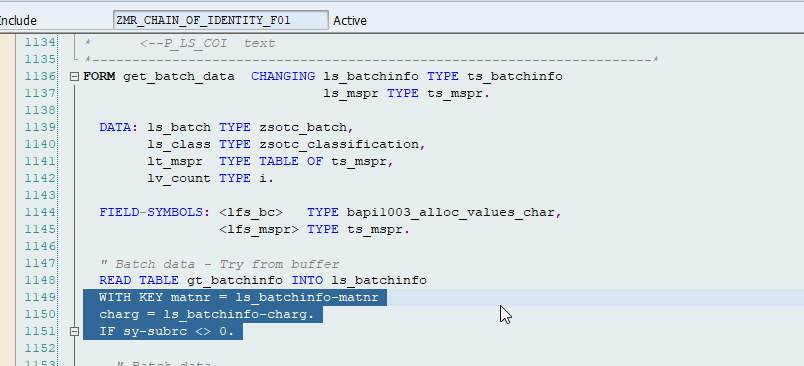 Include ZMR_CHAIN_OF_IDENTITY_F01 Active
1134 * <--P_LS_COI text
1135 *----------------------------------------------------------------------*
1136 FORM get_batch_data CHANGING ls_batchinfo TYPE ts_batchinfo
1137 ls_mspr TYPE ts_mspr.
1138
1139 DATA: ls_batch TYPE zsotc_batch,
1140 ls_class TYPE zsotc_classification,
1141 lt_mspr TYPE TABLE OF ts_mspr,
1142 lv_count TYPE i.
1143
1144 FIELD-SYMBOLS: <lfs_bc> TYPE bapi1003_alloc_values_char,
1145 <lfs_mspr> TYPE ts_mspr.
1146
1147 " Batch data - Try from buffer
1148 READ TABLE gt_batchinfo INTO ls_batchinfo
1149 WITH KEY matnr = ls_batchinfo-matnr
1150 charg = ls_batchinfo-charg.
1151 IF sy-subrc <> 0.
1152
1153 " Batch data